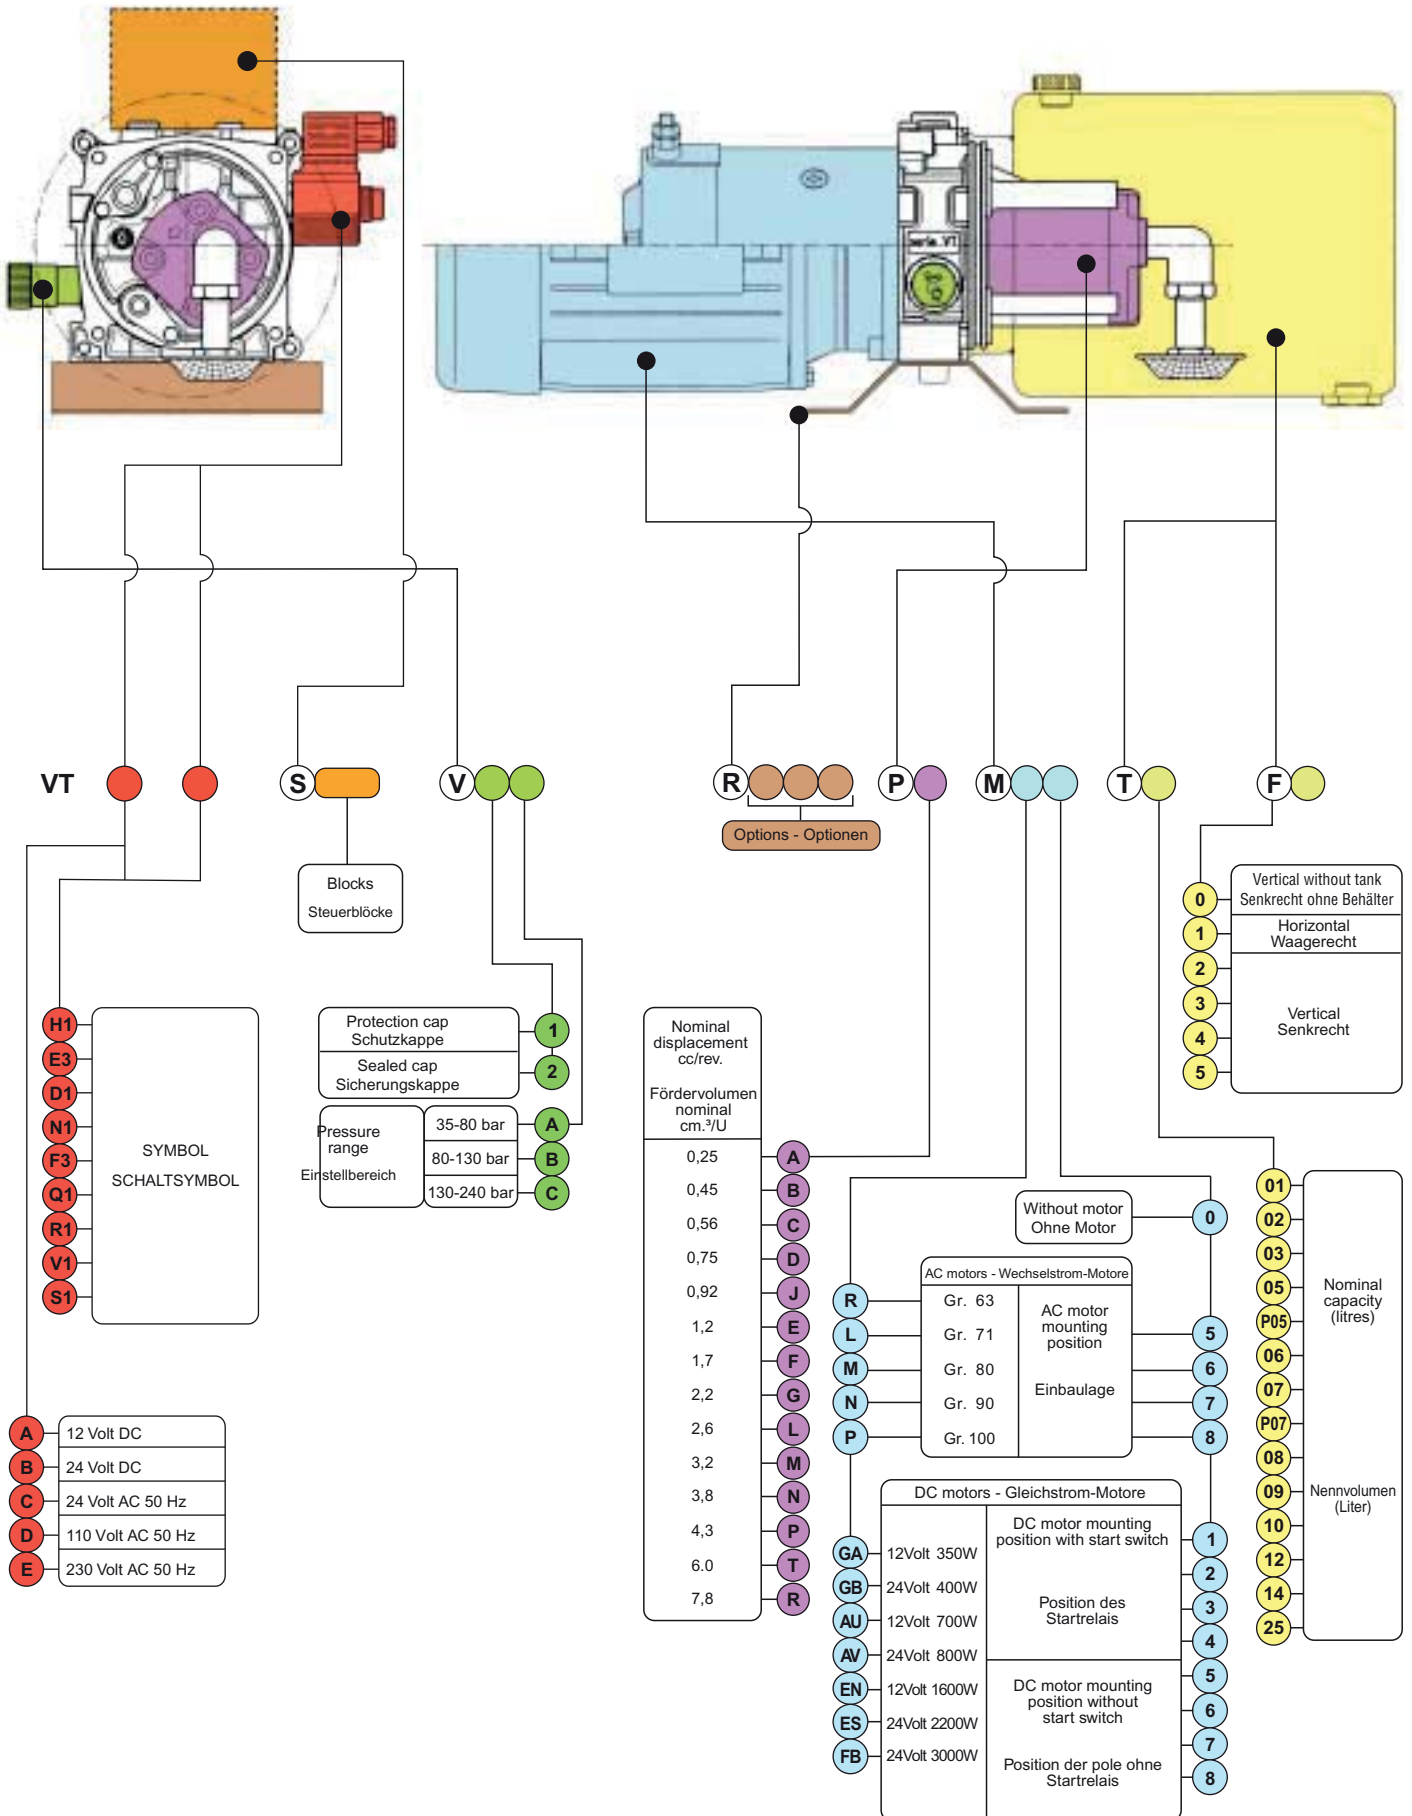 serie VT
VT
S
V
R
P
M
T
F
Options - Optionen
Blocks
Steuerblöcke
H1
E3
D1
N1
F3
Q1
R1
V1
S1
SYMBOL
SCHALTSYMBOL
A
12 Volt DC
B
24 Volt DC
C
24 Volt AC 50 Hz
D
110 Volt AC 50 Hz
E
230 Volt AC 50 Hz
Protection cap
Schutzkappe
1
Sealed cap
Sicherungskappe
2
Pressure
range
Einstellbereich
35-80 bar
A
80-130 bar
B
130-240 bar
C
Nominal
displacement
cc/rev.
Fördervolumen
nominal
cm.³/U
0,25
A
0,45
B
0,56
C
0,75
D
0,92
J
1,2
E
1,7
F
2,2
G
2,6
L
3,2
M
3,8
N
4,3
P
6.0
T
7,8
R
Without motor
Ohne Motor
0
AC motors - Wechselstrom-Motore
R
Gr. 63
L
Gr. 71
M
Gr. 80
N
Gr. 90
P
Gr. 100
AC motor
mounting
position
Einbaulage
5
6
7
8
DC motors - Gleichstrom-Motore
GA
12Volt 350W
GB
24Volt 400W
AU
12Volt 700W
AV
24Volt 800W
EN
12Volt 1600W
ES
24Volt 2200W
FB
24Volt 3000W
DC motor mounting
position with start switch
Position des
Startrelais
1
2
3
4
DC motor mounting
position without
start switch
Position der pole ohne
Startrelais
5
6
7
8
0
Vertical without tank
Senkrecht ohne Behälter
1
Horizontal
Waagerecht
2
3
4
5
Vertical
Senkrecht
01
02
03
05
P05
06
07
P07
08
09
10
12
14
25
Nominal
capacity
(litres)
Nennvolumen
(Liter)